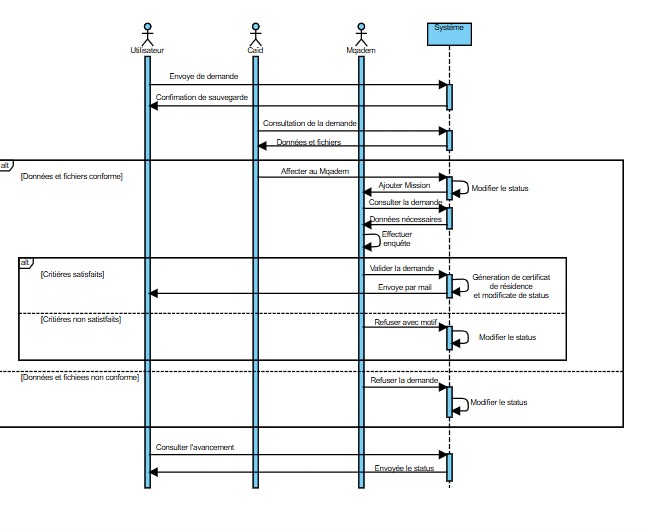 Utilisateur
Caïd
Mqadem
Système
Envoye de demande
Confimation de sauvegarde
Consultation de la demande
Données et fichiers
alt
[Données et fichiers conforme]
Affecter au Mqadem
Ajouter Mission
Modifier le status
Consulter la demande
Données nécessaires
Effectuer
enquête
alt
[Critiéres satisfaits]
Valider la demande
Géneration de certificat
de résidence
et modificate de status
Envoye par mail
[Critiéres non satistfaits]
Refuser avec motif
Modifier le status
[Données et fichiees non conforme]
Refuser la demande
Modifier le status
Consulter l'avancement
Envoyée le status